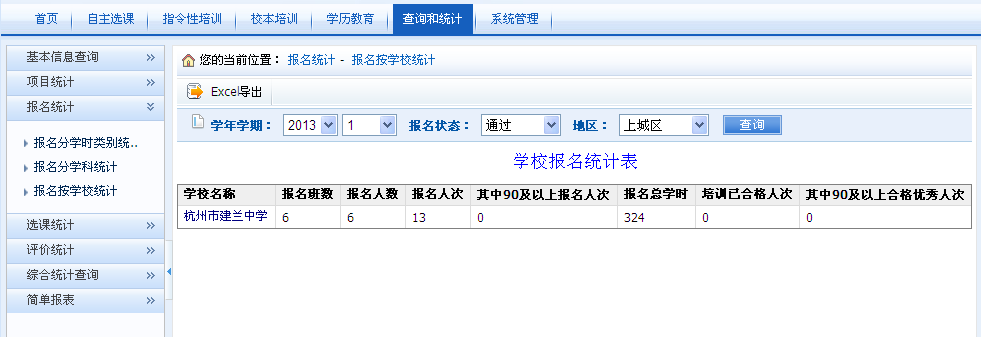 首页 自主选课 指令性培训 校本培训 学历教育 查询和统计 系统管理
基本信息查询
项目统计
报名统计
报名分学时类别统..
报名分学科统计
报名按学校统计
选课统计
评价统计
综合统计查询
简单报表
您的当前位置： 报名统计 - 报名按学校统计
Excel导出
学年学期： 2013 1 报名状态： 通过 地区： 上城区 查询
学校报名统计表
学校名称 报名班数 报名人数 报名人次 其中90及以上报名人次 报名总学时 培训已合格人次 其中90及以上合格优秀人次
杭州市建兰中学 6 6 13 0 324 0 0